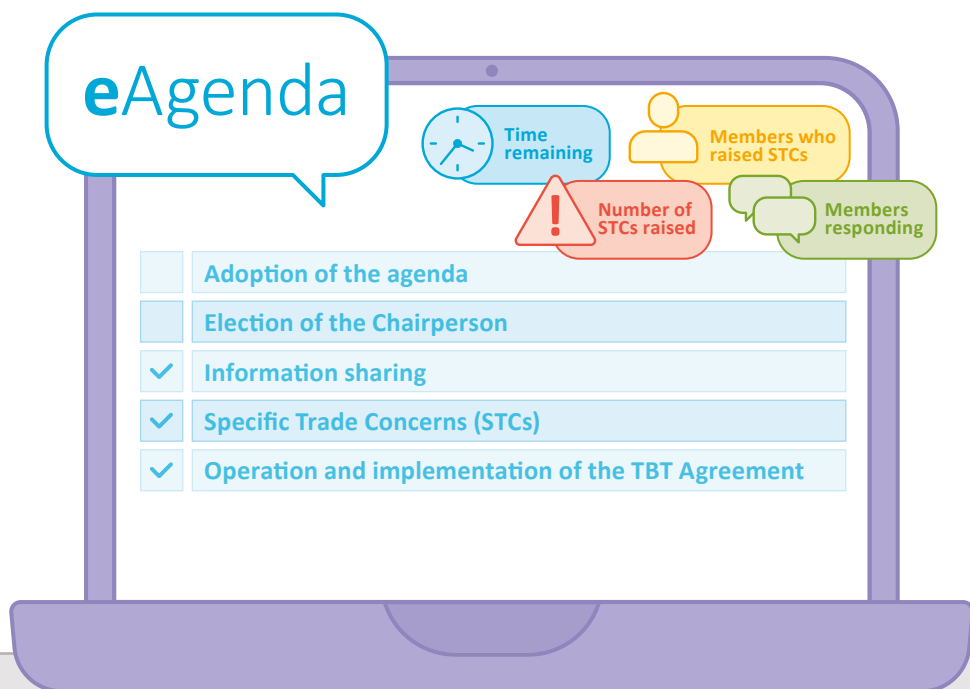 eAgenda
Time
remaining
Members who
raised STCs
Number of
STCs raised
Members
responding
Adoption of the agenda
Election of the Chairperson
Information sharing
Specific Trade Concerns (STCs)
Operation and implementation of the TBT Agreement